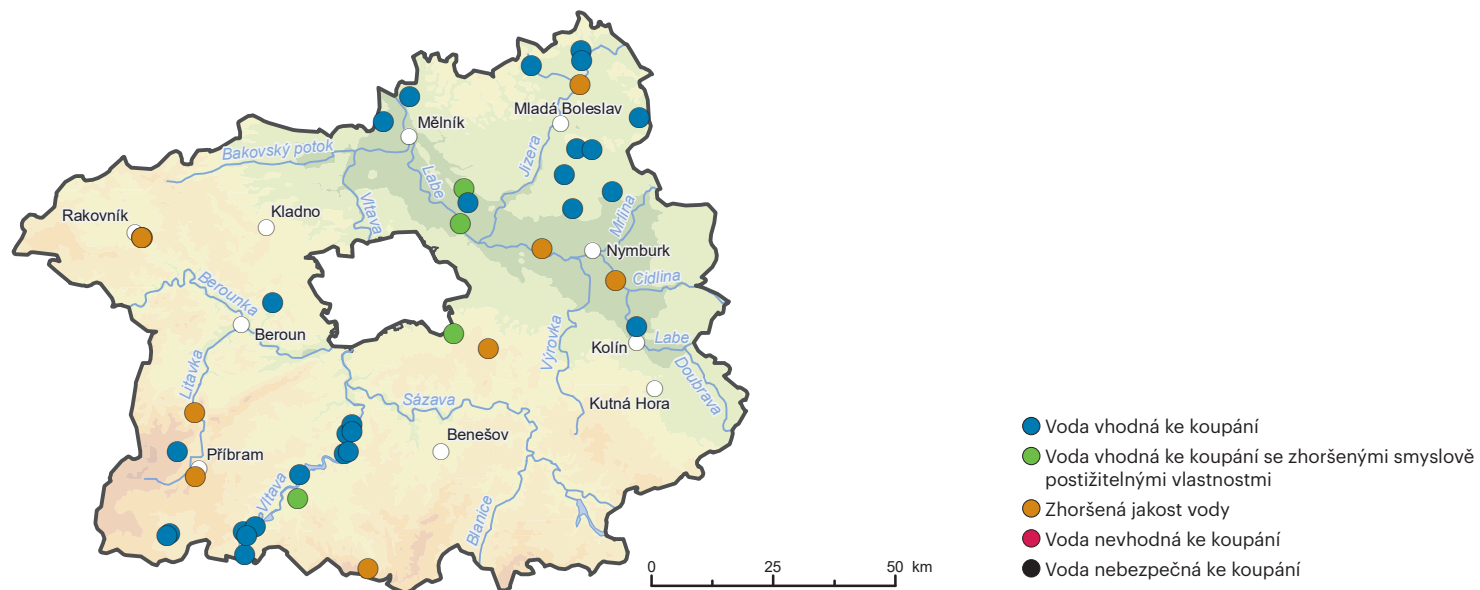 Mladá Boleslav
Mělník
Bakovský potok
Jizera
Labe
Vltava
Mrlina
Rakovník
Kladno
Nymburk
Cidlina
Berounka
Beroun
Výrovka
Kolín
Labe
Doubrava
Litavka
Sázava
Kutná Hora
Benešov
Příbram
Vltava
Blanice
0 25 50 km
Voda vhodná ke koupání
Voda vhodná ke koupání se zhoršenými smyslově
postižitelnými vlastnostmi
Zhoršená jakost vody
Voda nevhodná ke koupání
Voda nebezpečná ke koupání